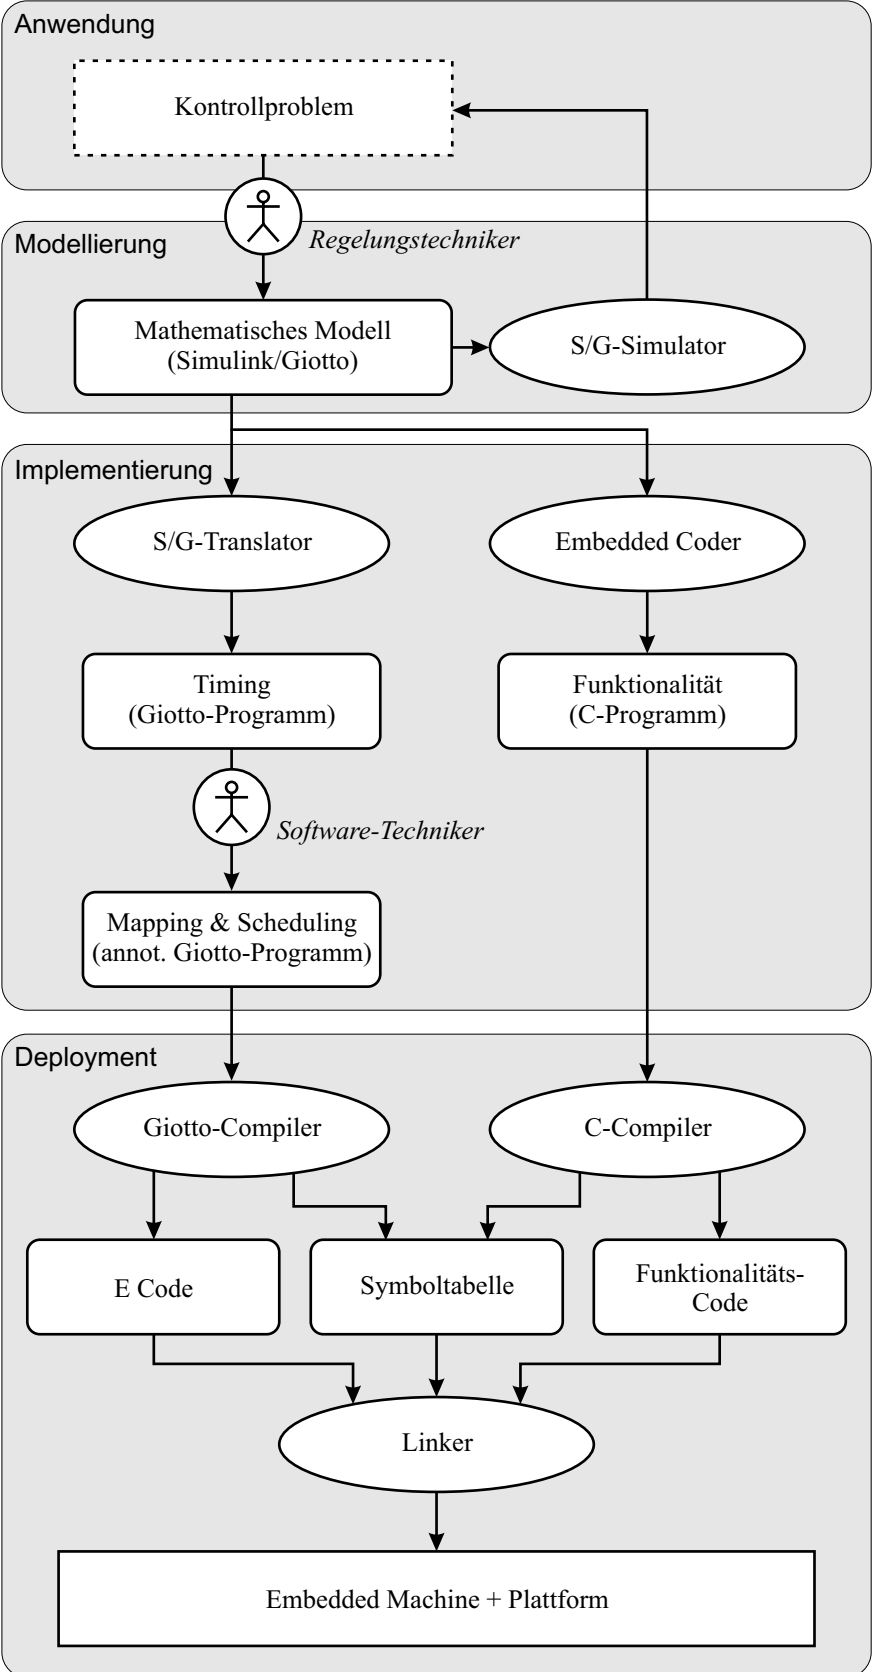 Anwendung
Kontrollproblem
Regelungstechniker
Modellierung
Mathematisches Modell
(Simulink/Giotto)
S/G-Simulator
Implementierung
S/G-Translator
Embedded Coder
Timing
(Giotto-Programm)
Funktionalität
(C-Programm)
Software-Techniker
Mapping & Scheduling
(annot. Giotto-Programm)
Deployment
Giotto-Compiler
C-Compiler
E Code
Symboltabelle
Funktionalitäts-
Code
Linker
Embedded Machine + Plattform